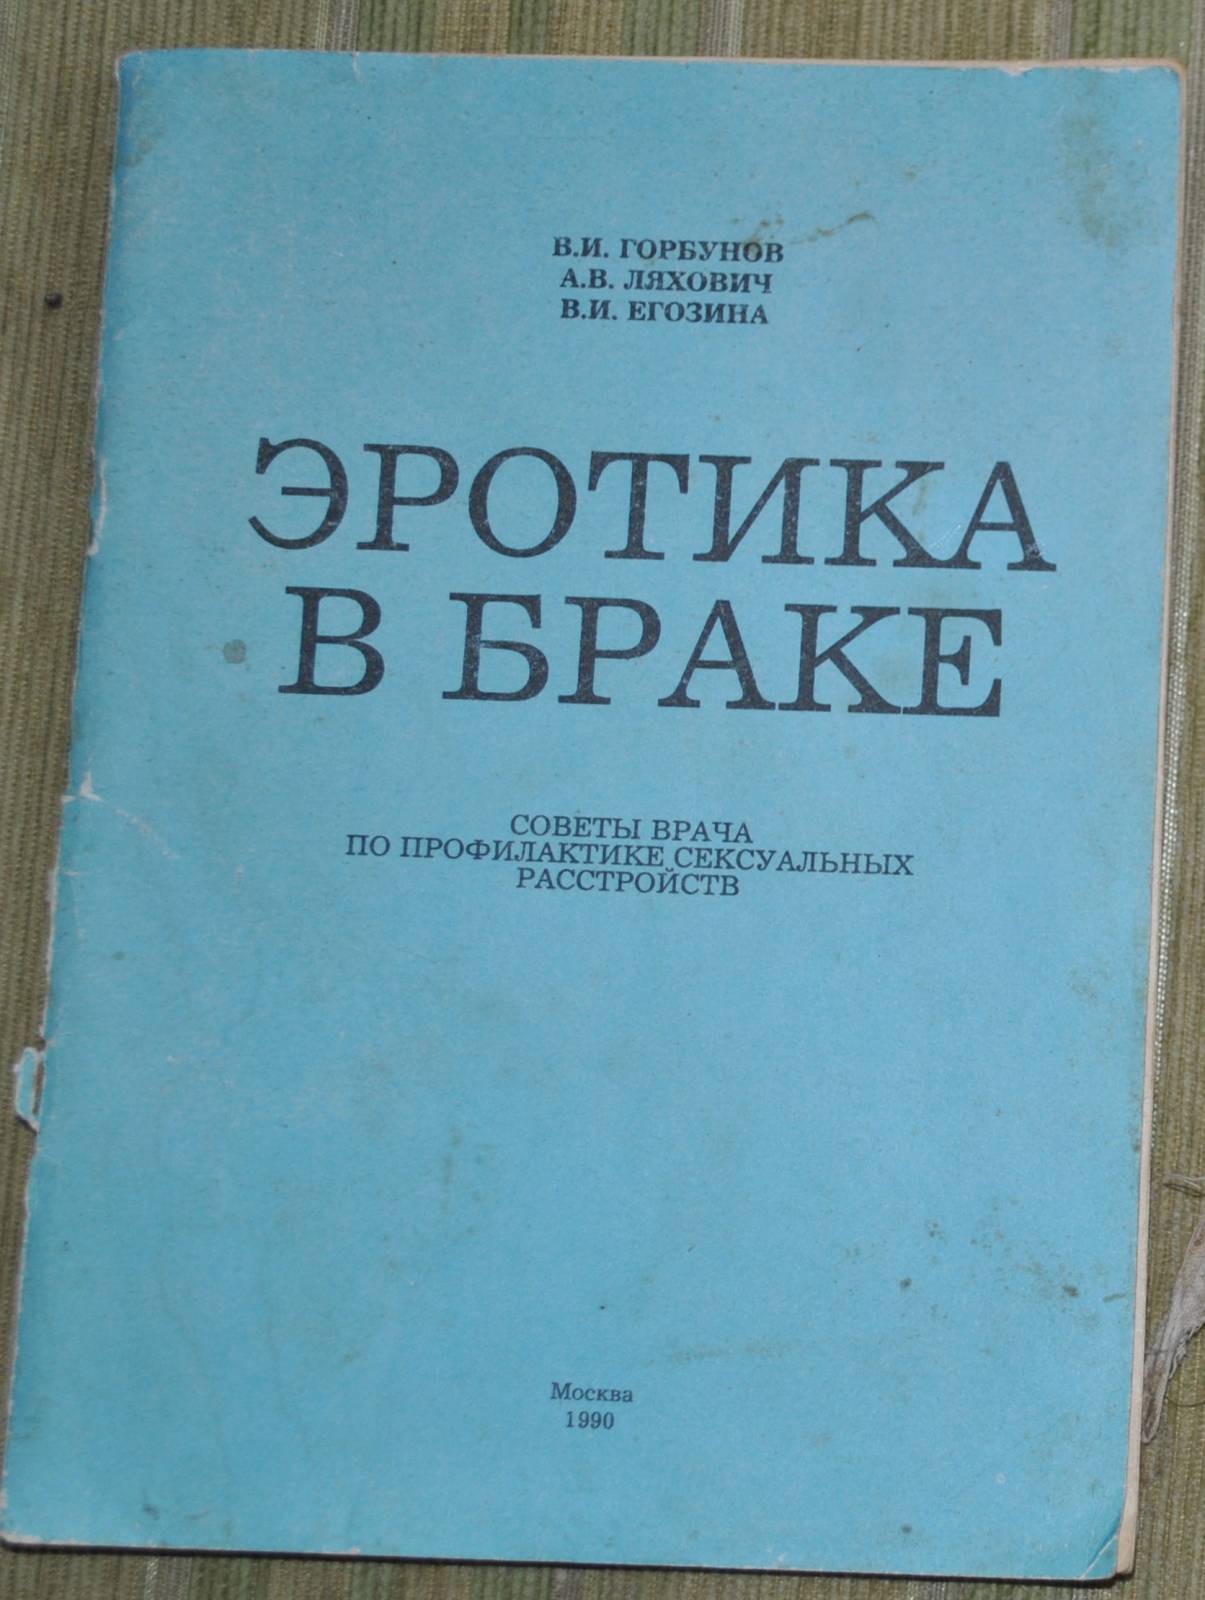 В.И. ГОРБУНОВ
А.В. ЛЯХОВИЧ
В.И. ЕГОЗИНА
ЭРОТИКА
В БРАКЕ
СОВЕТЫ ВРАЧА
ПО ПРОФИЛАКТИКЕ СЕКСУАЛЬНЫХ
РАССТРОЙСТВ
Москва
1990